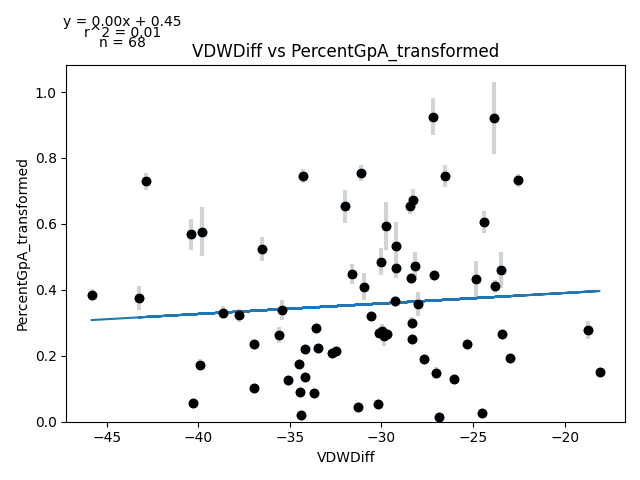 y = 0.00x + 0.45
r^2 = 0.01
n = 68
VDWDiff vs PercentGpA_transformed
PercentGpA_transformed
1.0
0.8
0.6
0.4
0.2
0.0
−45
−40
−35
−30
−25
−20
VDWDiff